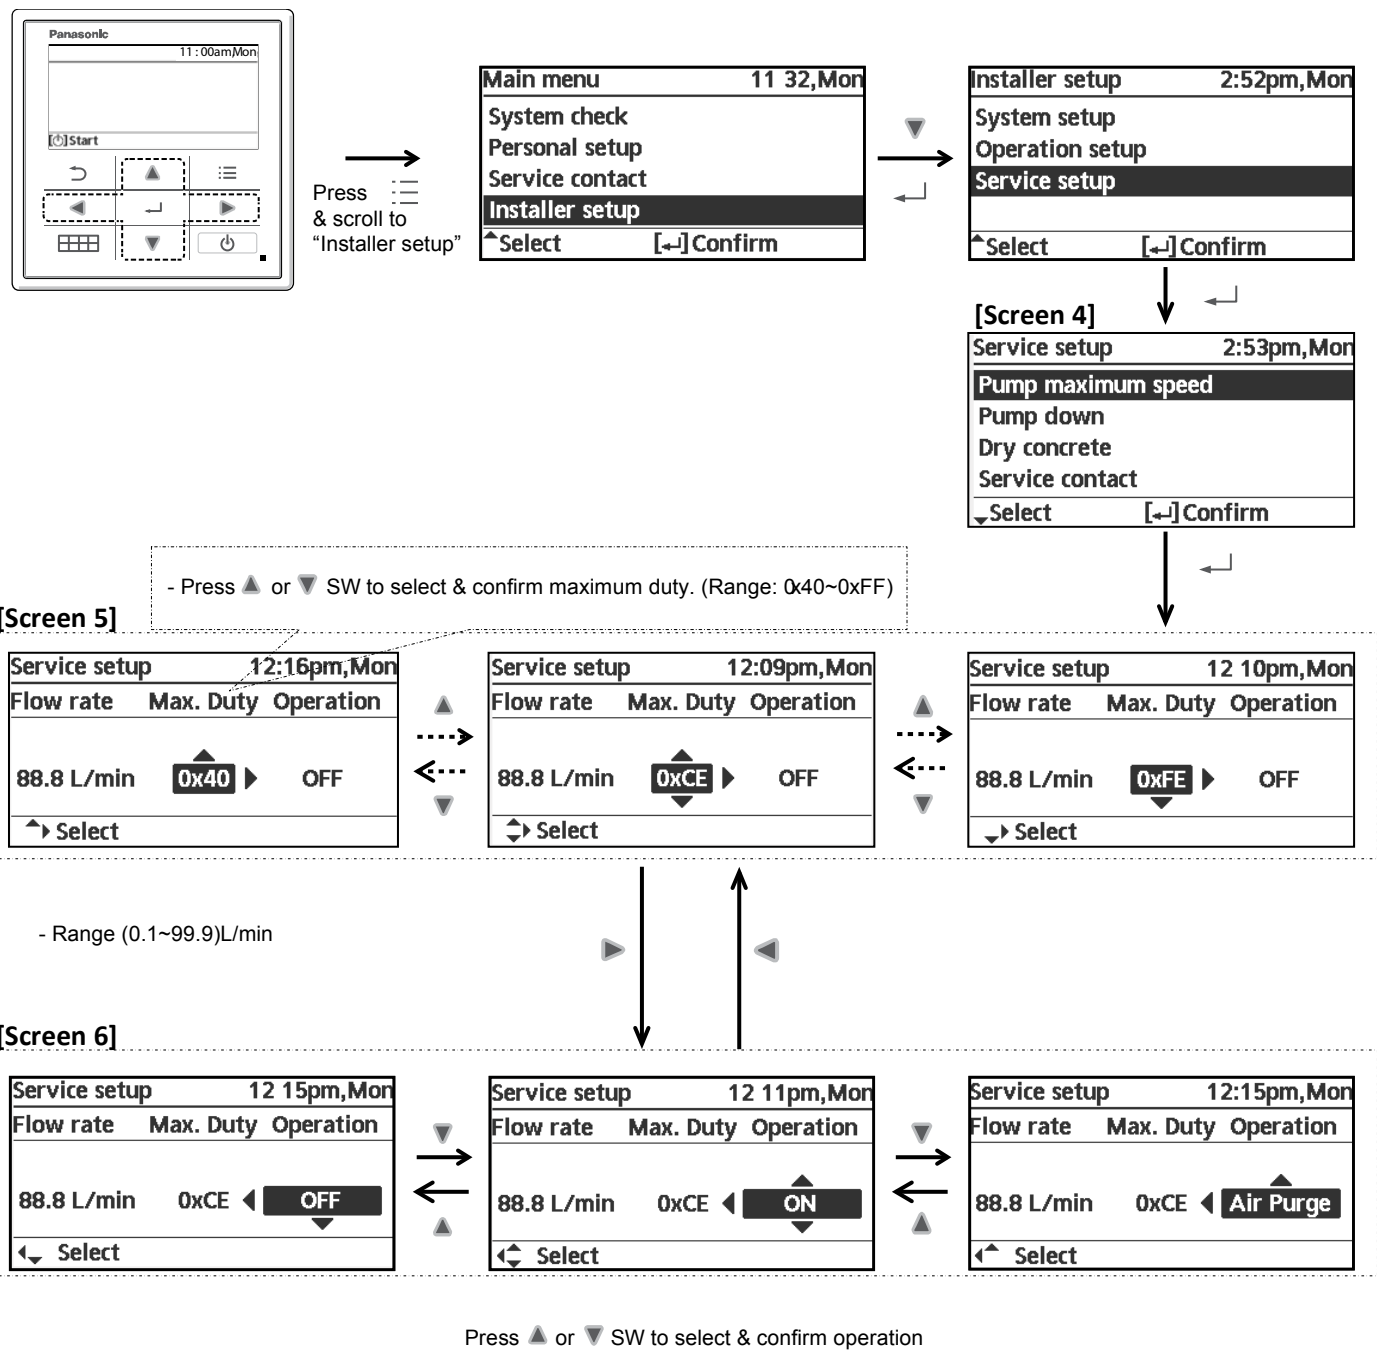 Panasonic
11:00am,Mon
[⏻]Start
Press
& scroll to
“Installer setup”
Main menu 11 32,Mon
System check
Personal setup
Service contact
Installer setup
Select [↵]Confirm
Installer setup 2:52pm,Mon
System setup
Operation setup
Service setup
Select [↵]Confirm
[Screen 4]
Service setup 2:53pm,Mon
Pump maximum speed
Pump down
Dry concrete
Service contact
Select [↵]Confirm
- Press ▲ or ▼ SW to select & confirm maximum duty. (Range: 0x40~0xFF)
[Screen 5]
Service setup 12:16pm,Mon
Flow rate Max. Duty Operation
88.8 L/min 0x40 OFF
Select
Service setup 12:09pm,Mon
Flow rate Max. Duty Operation
88.8 L/min 0xCE OFF
Select
Service setup 12 10pm,Mon
Flow rate Max. Duty Operation
88.8 L/min 0xFE OFF
Select
- Range (0.1~99.9)L/min
[Screen 6]
Service setup 12 15pm,Mon
Flow rate Max. Duty Operation
88.8 L/min 0xCE OFF
Select
Service setup 12 11pm,Mon
Flow rate Max. Duty Operation
88.8 L/min 0xCE ON
Select
Service setup 12:15pm,Mon
Flow rate Max. Duty Operation
88.8 L/min 0xCE Air Purge
Select
Press ▲ or ▼ SW to select & confirm operation